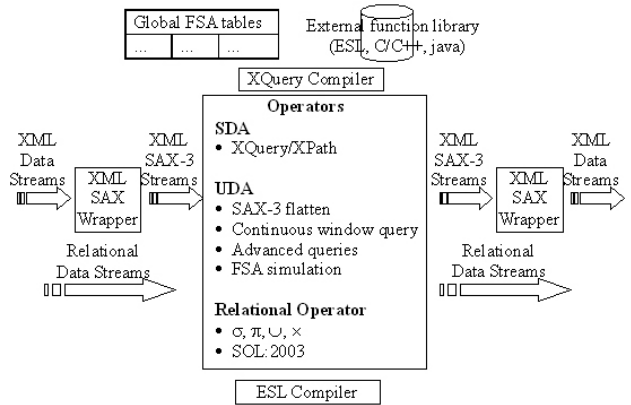 Global FSA tables
... ... ...
External function library
(ESL, C/C++, java)
XQuery Compiler
Operators
SDA
• XQuery/XPath
UDA
• SAX-3 flatten
• Continuous window query
• Advanced queries
• FSA simulation
Relational Operator
• σ, π, ∪, ×
• SQL:2003
ESL Compiler
XML
Data
Streams
XML
SAX
Wrapper
XML
SAX-3
Streams
Relational
Data Streams
XML
SAX-3
Streams
XML
SAX
Wrapper
XML
Data
Streams
Relational
Data Streams